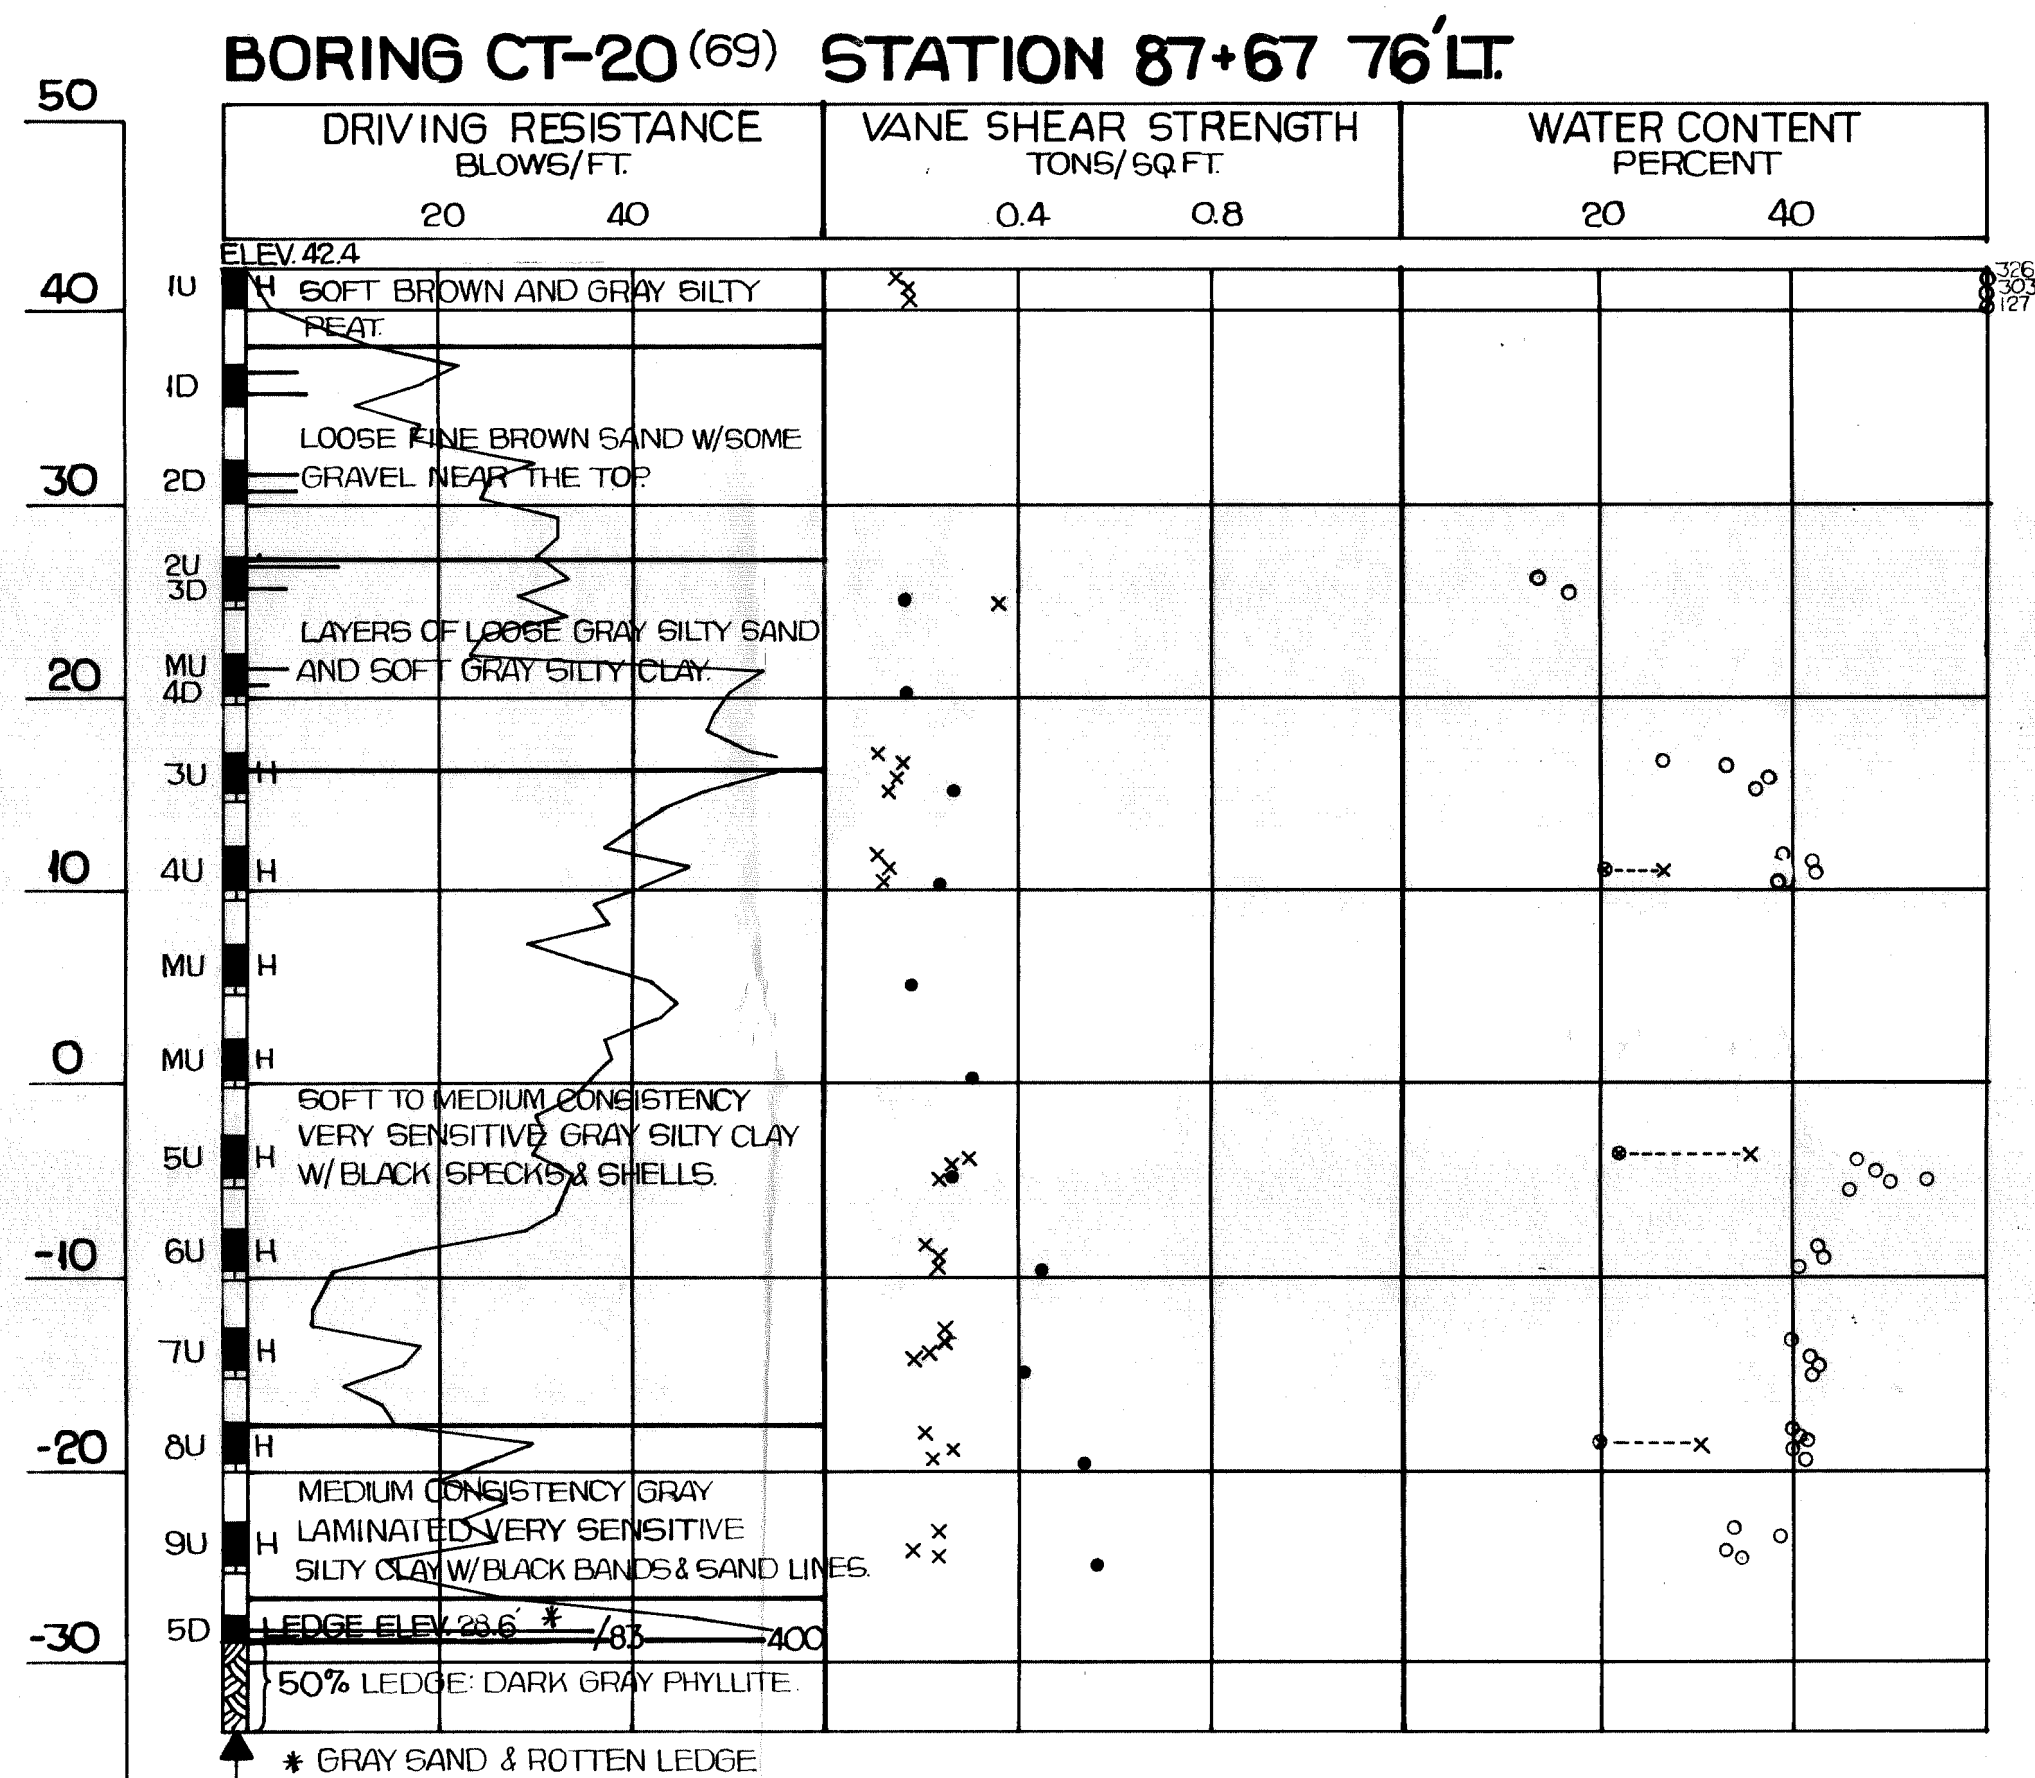 BORING CT-20 (69) STATION 87+67 76' LT.
50
DRIVING RESISTANCE
BLOWS/FT.
20 40
VANE SHEAR STRENGTH
TONS/SQ.FT.
0.4 0.8
WATER CONTENT
PERCENT
20 40
ELEV. 42.4
40
1U H SOFT BROWN AND GRAY SILTY
PEAT.
326
303
127
1D
LOOSE FINE BROWN SAND W/SOME
GRAVEL NEAR THE TOP.
30
2D
2U
3D
LAYERS OF LOOSE GRAY SILTY SAND
AND SOFT GRAY SILTY CLAY.
20
MU
4D
3U H
10
4U H
MU H
0
MU H
SOFT TO MEDIUM CONSISTENCY
VERY SENSITIVE GRAY SILTY CLAY
W/ BLACK SPECKS & SHELLS.
5U H
-10
6U H
7U H
-20
8U H
MEDIUM CONSISTENCY GRAY
LAMINATED VERY SENSITIVE
SILTY CLAY W/ BLACK BANDS & SAND LINES.
9U H
-30
5D LEDGE ELEV. 28.6' * /83 400
50% LEDGE: DARK GRAY PHYLLITE.
* GRAY SAND & ROTTEN LEDGE